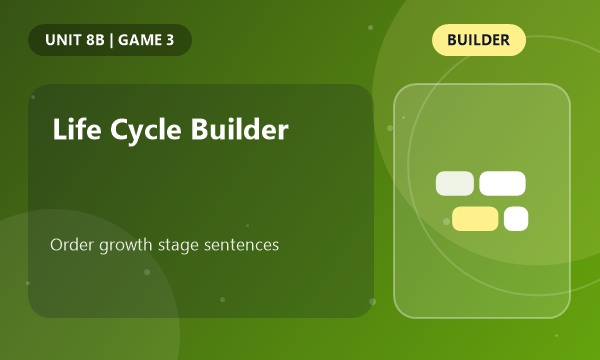 UNIT 8B | GAME 3
BUILDER
Life Cycle Builder
Order growth stage sentences